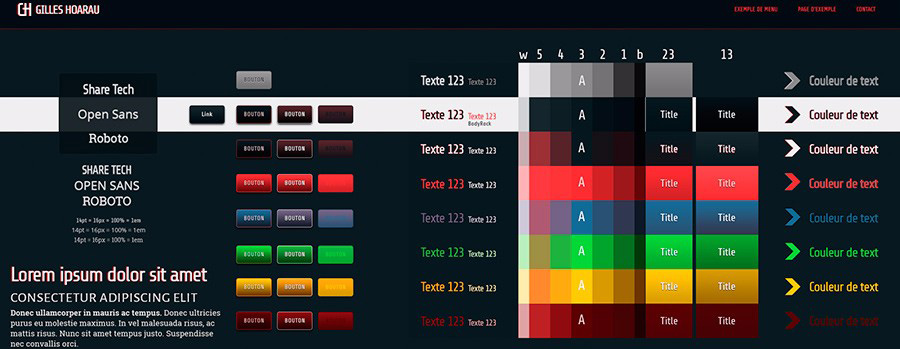 GH GILLES HOARAU
EXEMPLE DE MENU PAGE D'EXEMPLE CONTACT
w 5 4 3 2 1 b 23 13
BOUTON Texte 123 Texte 123 A Couleur de text
Share Tech
Open Sans
Roboto
Link BOUTON BOUTON BOUTON Texte 123 Texte 123 A Title Title Couleur de text
BodyRock
BOUTON BOUTON BOUTON Texte 123 Texte 123 A Title Title Couleur de text
SHARE TECH
OPEN SANS
ROBOTO
BOUTON BOUTON BOUTON Texte 123 Texte 123 A Title Title Couleur de text
14pt = 16px = 100% = 1em
14pt = 16px = 100% = 1em
14pt = 16px = 100% = 1em
BOUTON BOUTON BOUTON Texte 123 Texte 123 A Title Title Couleur de text
BOUTON BOUTON BOUTON Texte 123 Texte 123 A Title Title Couleur de text
BOUTON BOUTON BOUTON Texte 123 Texte 123 A Title Title Couleur de text
BOUTON BOUTON BOUTON Texte 123 Texte 123 A Title Title Couleur de text
Lorem ipsum dolor sit amet
CONSECTETUR ADIPISCING ELIT
Donec ullamcorper in mauris ac tempus. Donec ultricies
purus eu molestie maximus. In vel malesuada risus, ac
mattis risus. Nunc sit amet tempus justo. Suspendisse
nec convallis orci.